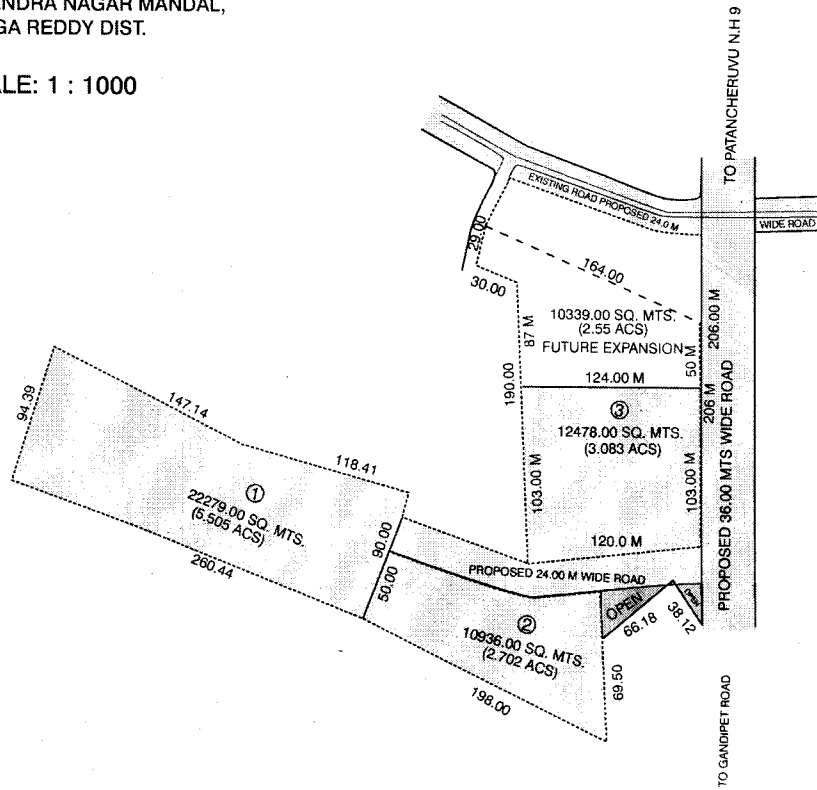 ENDRA NAGAR MANDAL,
GA REDDY DIST.
LE: 1 : 1000
TO PATANCHERUVU N.H 9
EXISTING ROAD PROPOSED 24.0 M
WIDE ROAD
29.00
164.00
30.00
10339.00 SQ. MTS.
(2.55 ACS)
FUTURE EXPANSION
87 M
50 M
206.00 M
190.00
124.00 M
206 M
3
12478.00 SQ. MTS.
(3.083 ACS)
103.00 M
103.00 M
120.0 M
PROPOSED 36.00 MTS WIDE ROAD
94.39
147.14
118.41
1
22279.00 SQ. MTS.
(5.505 ACS)
260.44
90.00
50.00
PROPOSED 24.00 M WIDE ROAD
OPEN
OPEN
66.18
38.12
2
10936.00 SQ. MTS.
(2.702 ACS)
69.50
198.00
TO GANDIPET ROAD